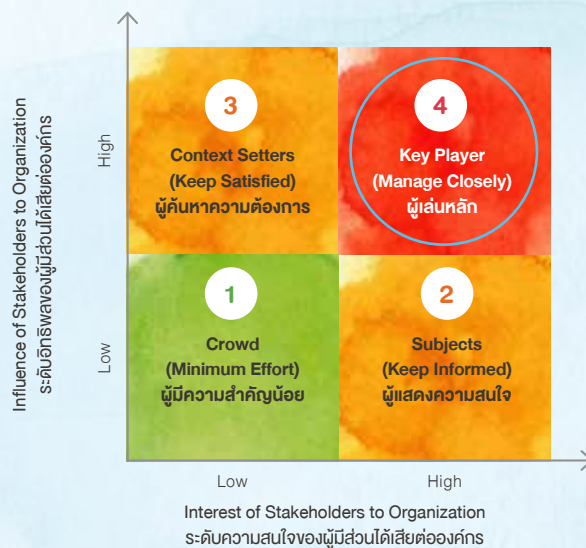 Influence of Stakeholders to Organization
ระดับอิทธิพลของผู้มีส่วนได้เสียต่อองค์กร
High
Low
3
Context Setters
(Keep Satisfied)
ผู้ค้นหาความต้องการ
4
Key Player
(Manage Closely)
ผู้เล่นหลัก
1
Crowd
(Minimum Effort)
ผู้มีความสำคัญน้อย
2
Subjects
(Keep Informed)
ผู้แสดงความสนใจ
Low
High
Interest of Stakeholders to Organization
ระดับความสนใจของผู้มีส่วนได้เสียต่อองค์กร